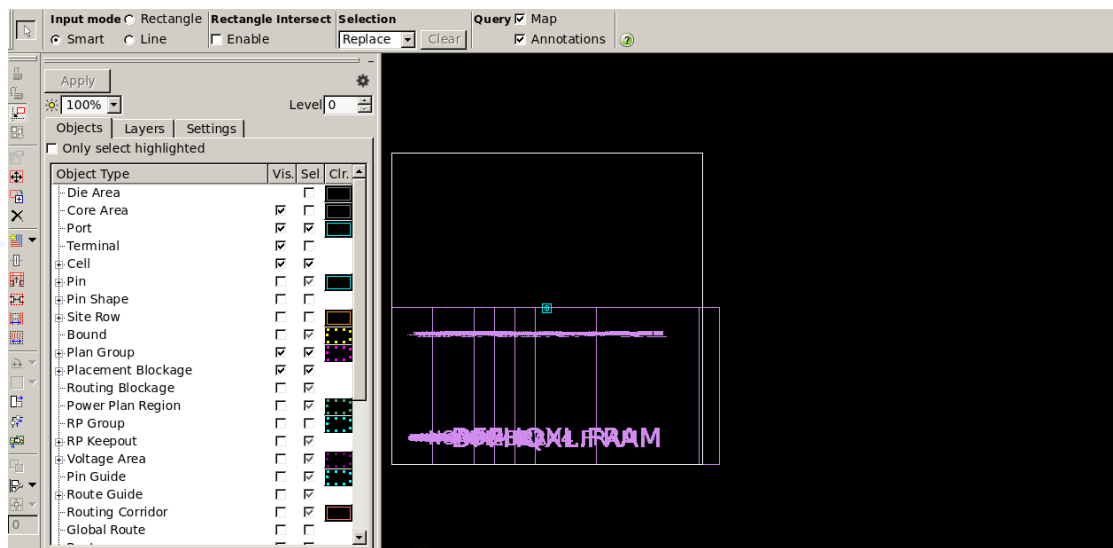 Input mode Rectangle Rectangle Intersect Selection Query Map
Smart Line Enable Replace Clear Annotations
Apply
100% Level 0
Objects Layers Settings
Only select highlighted
Object Type Vis. Sel. Clr.
Die Area
Core Area
Port
Terminal
Cell
Pin
Pin Shape
Site Row
Bound
Plan Group
Placement Blockage
Routing Blockage
Power Plan Region
RP Group
RP Keepout
Voltage Area
Pin Guide
Route Guide
Routing Corridor
Global Route
0